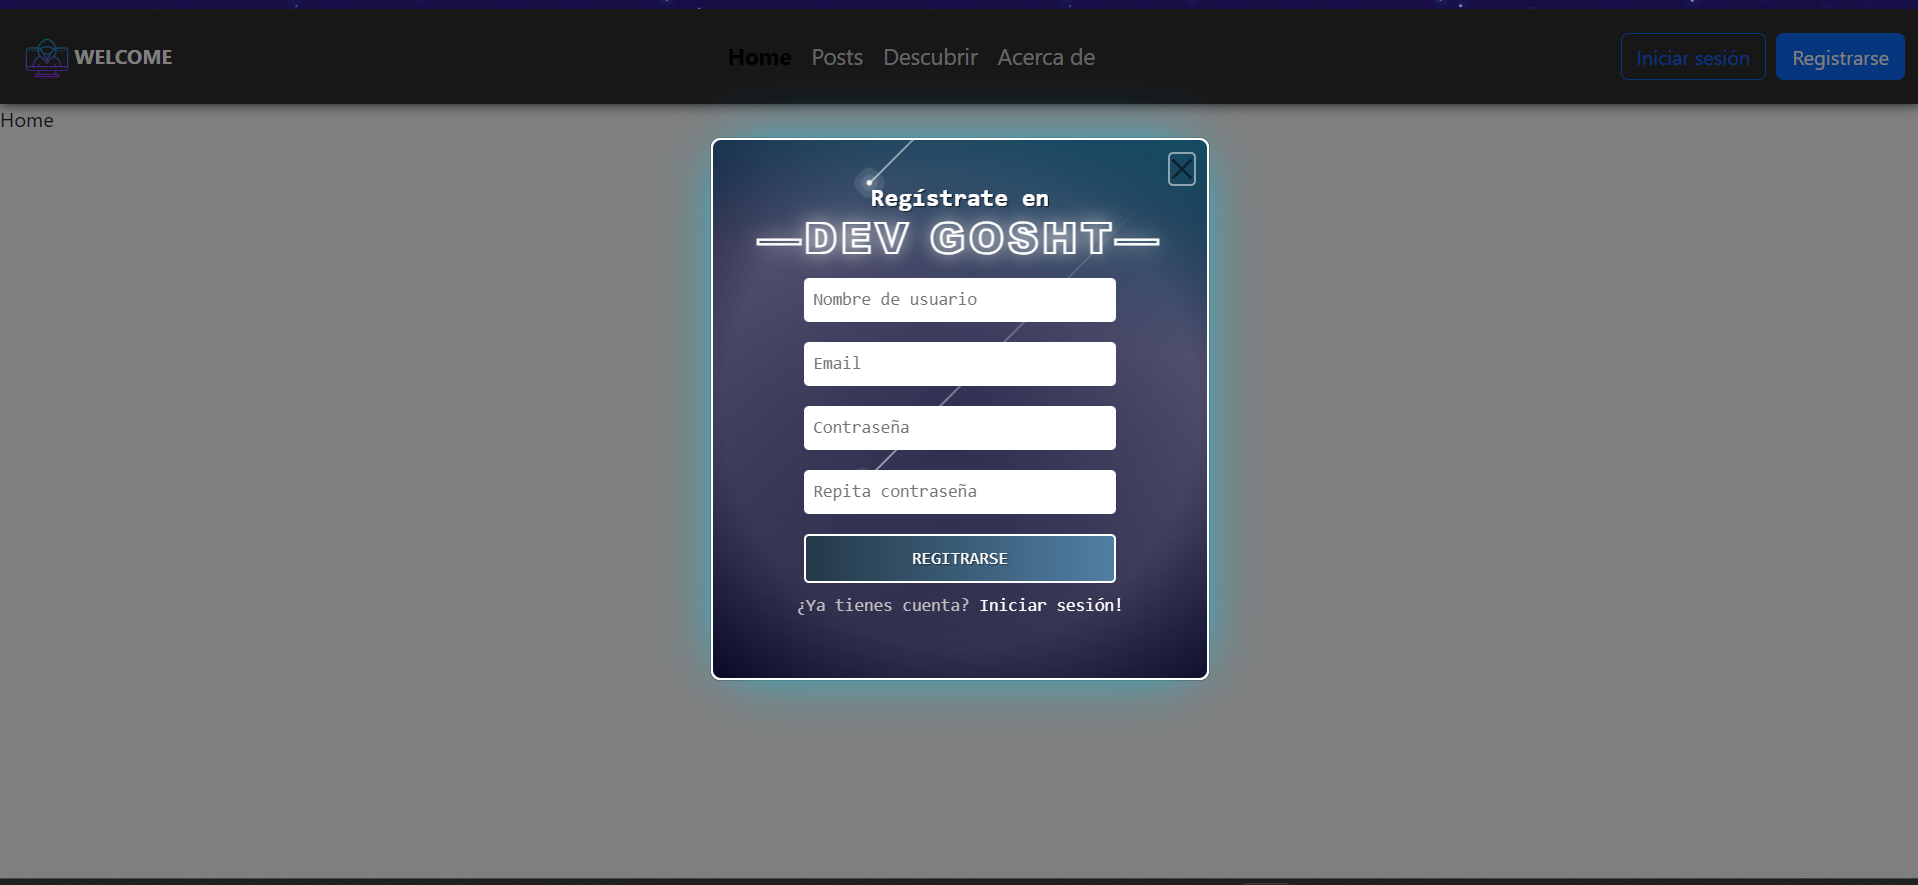 WELCOME
Home Posts Descubrir Acerca de
Iniciar sesión Registrarse
Home
Regístrate en
—DEV GOSHT—
Nombre de usuario
Email
Contraseña
Repita contraseña
REGITRARSE
¿Ya tienes cuenta? Iniciar sesión!